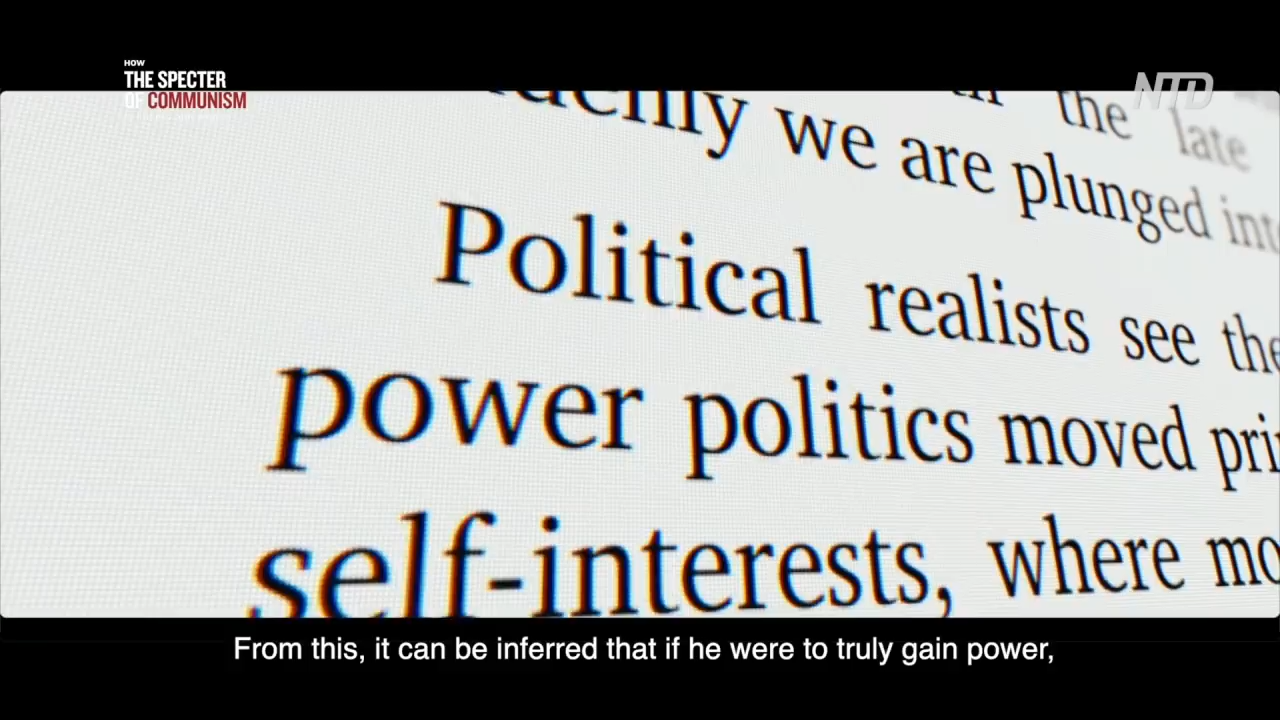 HOW
THE SPECTER
OF COMMUNISM
NTD
in the late
we are plunged
Political realists see
power politics moved
self-interests, where
From this, it can be inferred that if he were to truly gain power,